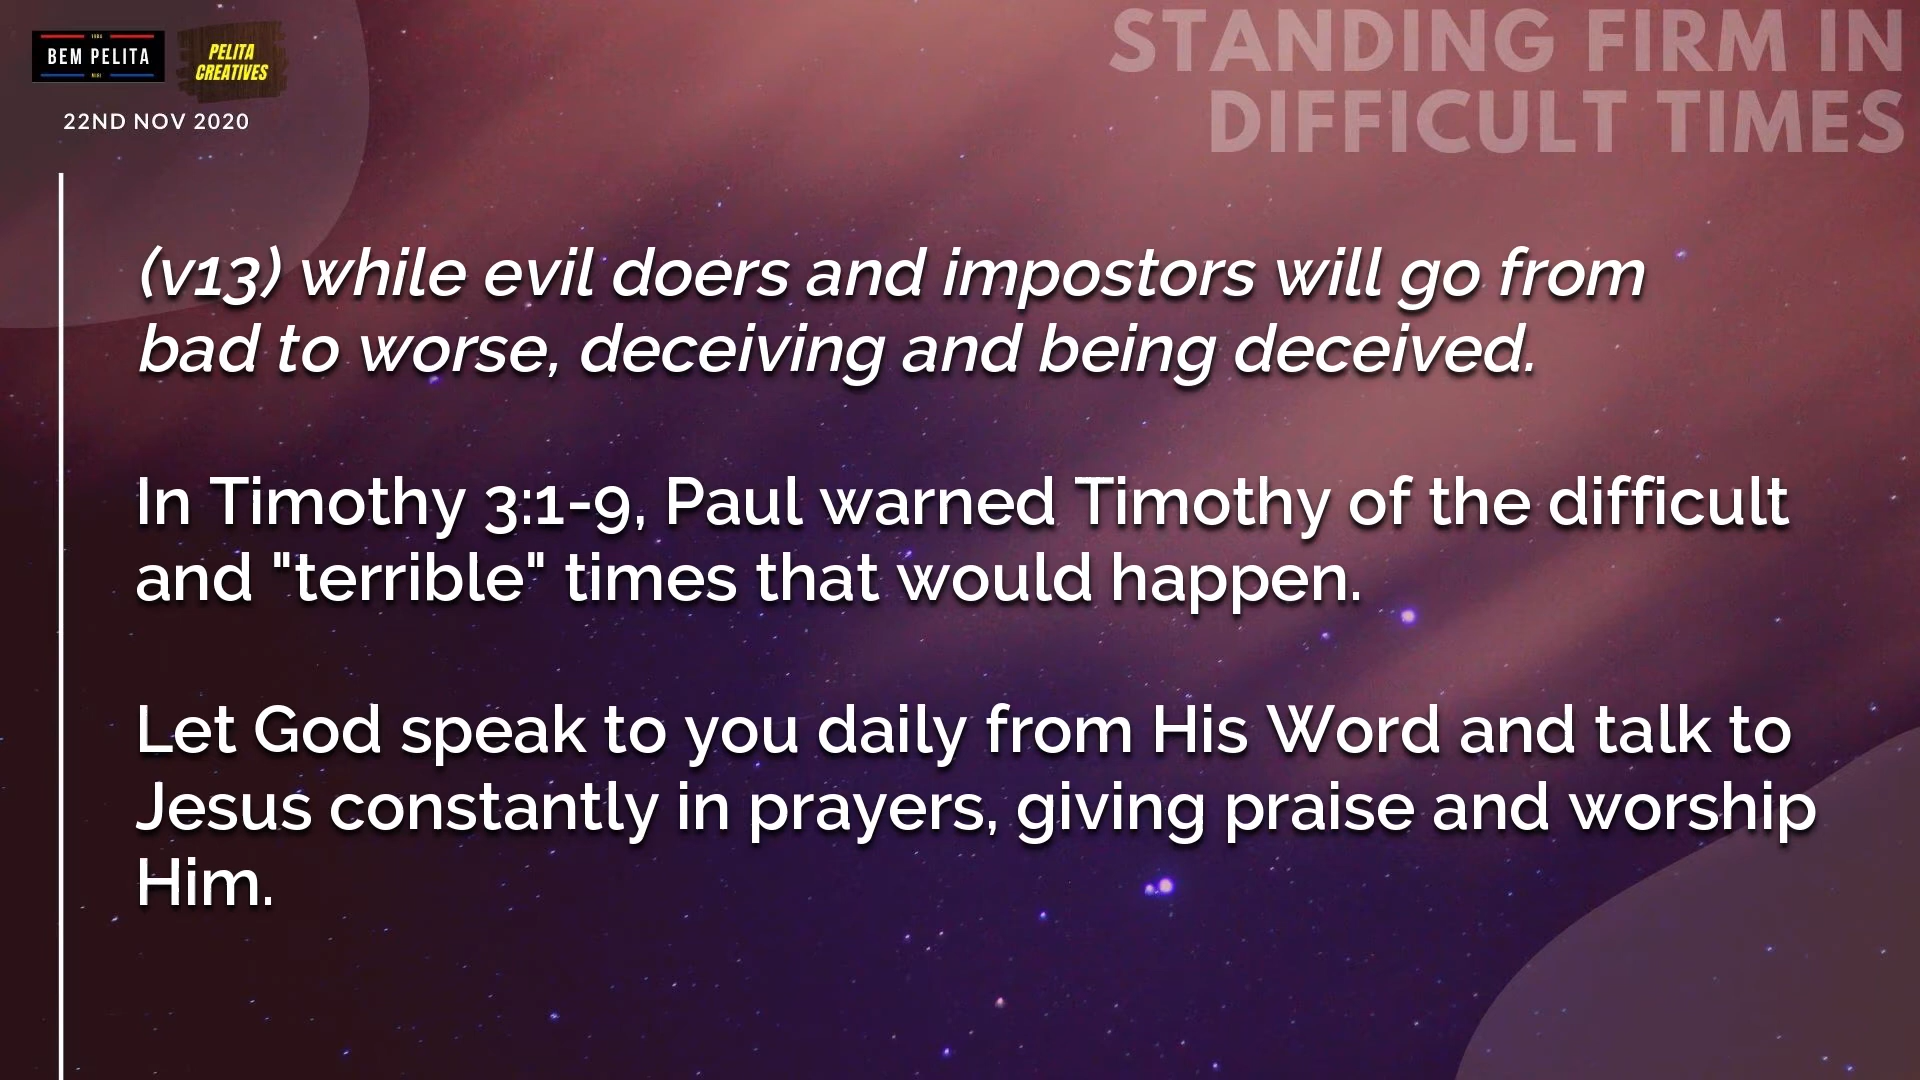 1984
BEM PELITA
MIRI
PELITA
CREATIVES
22ND NOV 2020
STANDING FIRM IN
DIFFICULT TIMES
(v13) while evil doers and impostors will go from
bad to worse, deceiving and being deceived.
In Timothy 3:1-9, Paul warned Timothy of the difficult
and "terrible" times that would happen.
Let God speak to you daily from His Word and talk to
Jesus constantly in prayers, giving praise and worship
Him.